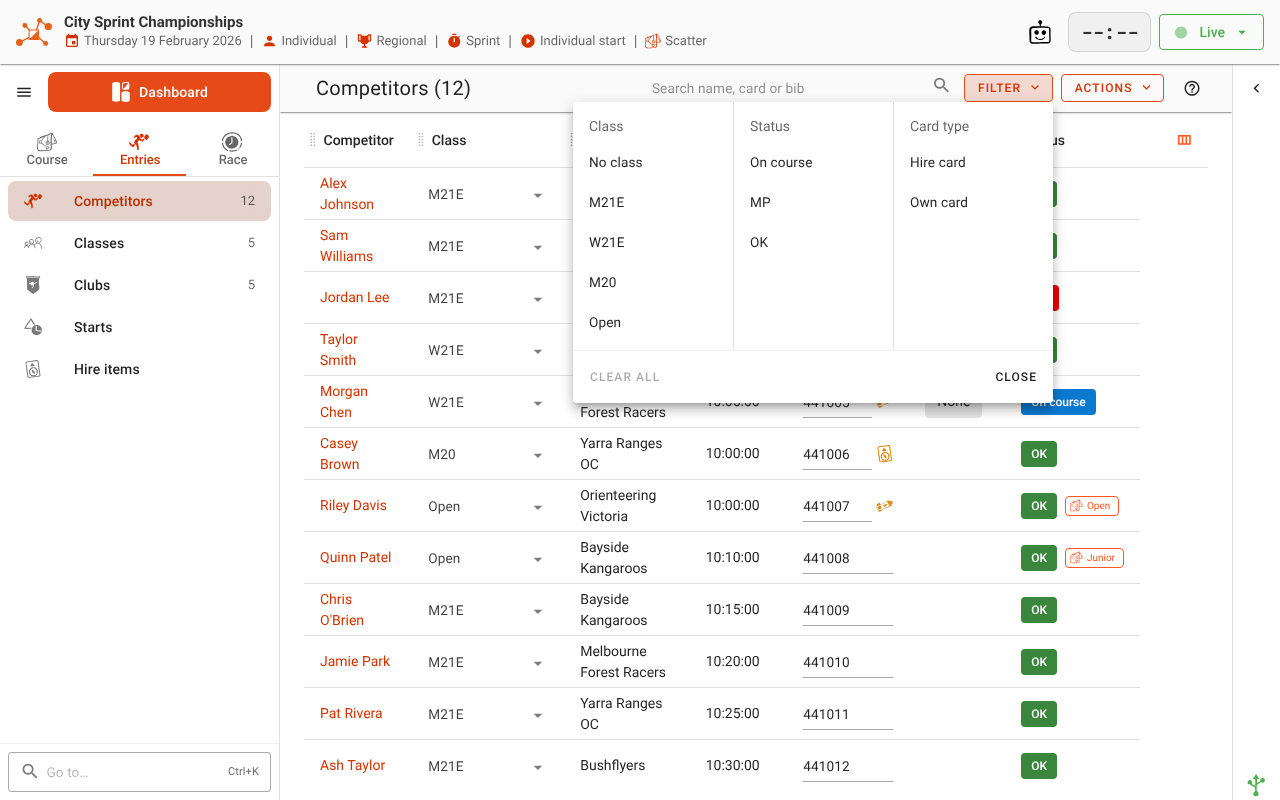 City Sprint Championships
Thursday 19 February 2026 | Individual | Regional | Sprint | Individual start | Scatter
--:--
Live
Dashboard
Course
Entries
Race
Competitors 12
Classes 5
Clubs 5
Starts
Hire items
Go to...
Ctrl+K
Competitors (12)
Search name, card or bib
FILTER
ACTIONS
Competitor
Class
Class
No class
M21E
W21E
M20
Open
Status
On course
MP
OK
Card type
Hire card
Own card
CLEAR ALL
CLOSE
Alex
Johnson
M21E
Sam
Williams
M21E
Jordan Lee
M21E
Taylor
Smith
W21E
Morgan
Chen
W21E
Forest Racers
On course
Casey
Brown
M20
Yarra Ranges
OC
10:00:00
441006
OK
Riley Davis
Open
Orienteering
Victoria
10:00:00
441007
OK
Open
Quinn Patel
Open
Bayside
Kangaroos
10:10:00
441008
OK
Junior
Chris
O'Brien
M21E
Bayside
Kangaroos
10:15:00
441009
OK
Jamie Park
M21E
Melbourne
Forest Racers
10:20:00
441010
OK
Pat Rivera
M21E
Yarra Ranges
OC
10:25:00
441011
OK
Ash Taylor
M21E
Bushflyers
10:30:00
441012
OK